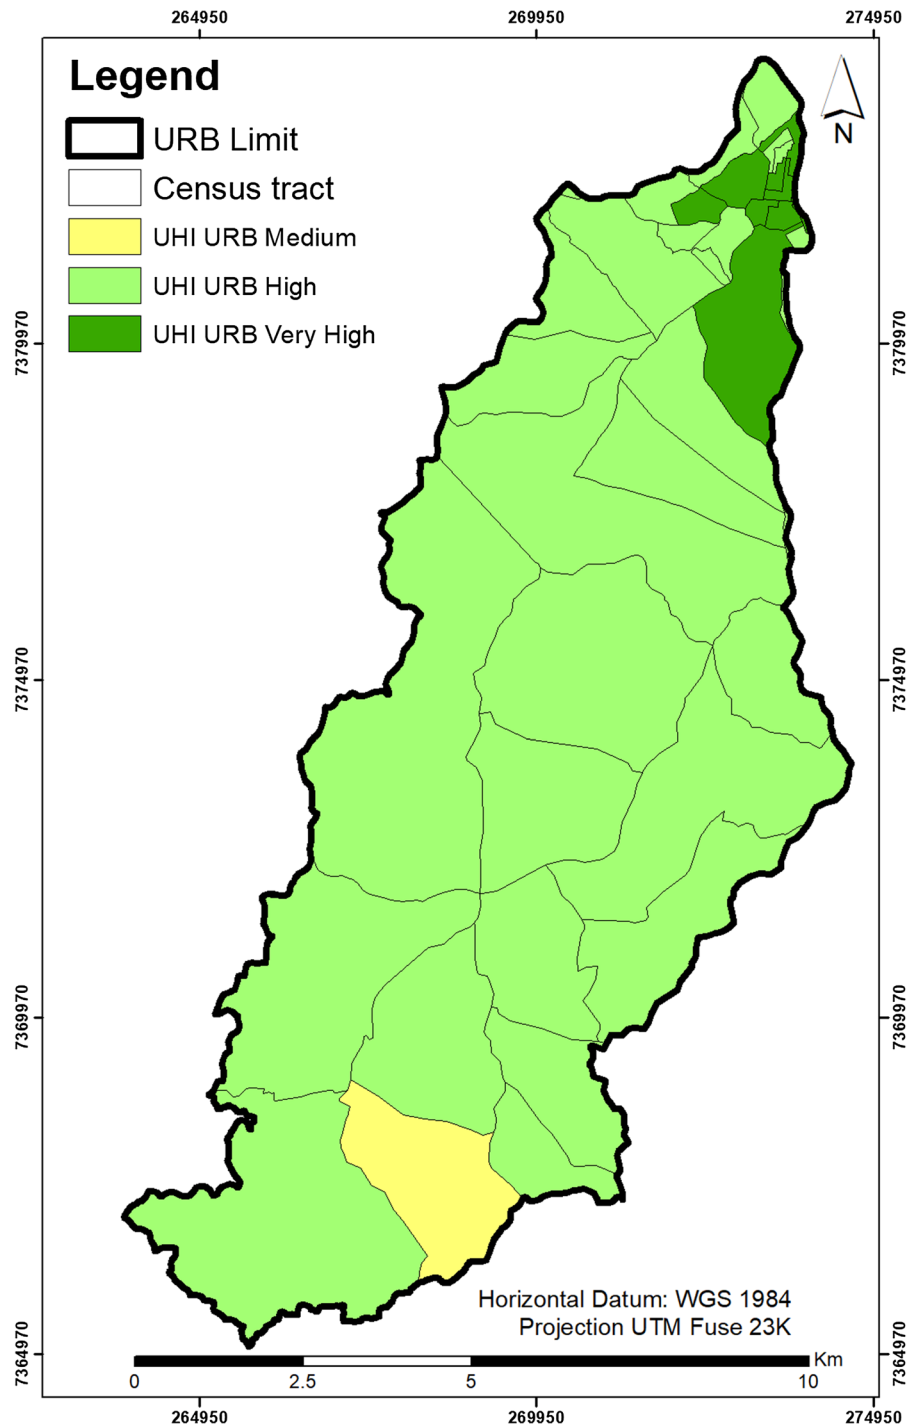 264950 269950 274950
Legend
URB Limit
Census tract
UHI URB Medium
UHI URB High
UHI URB Very High
N
7379970 7379970
7374970 7374970
7369970 7369970
7364970 7364970
Horizontal Datum: WGS 1984
Projection UTM Fuse 23K
Km
0 2.5 5 10
264950 269950 274950